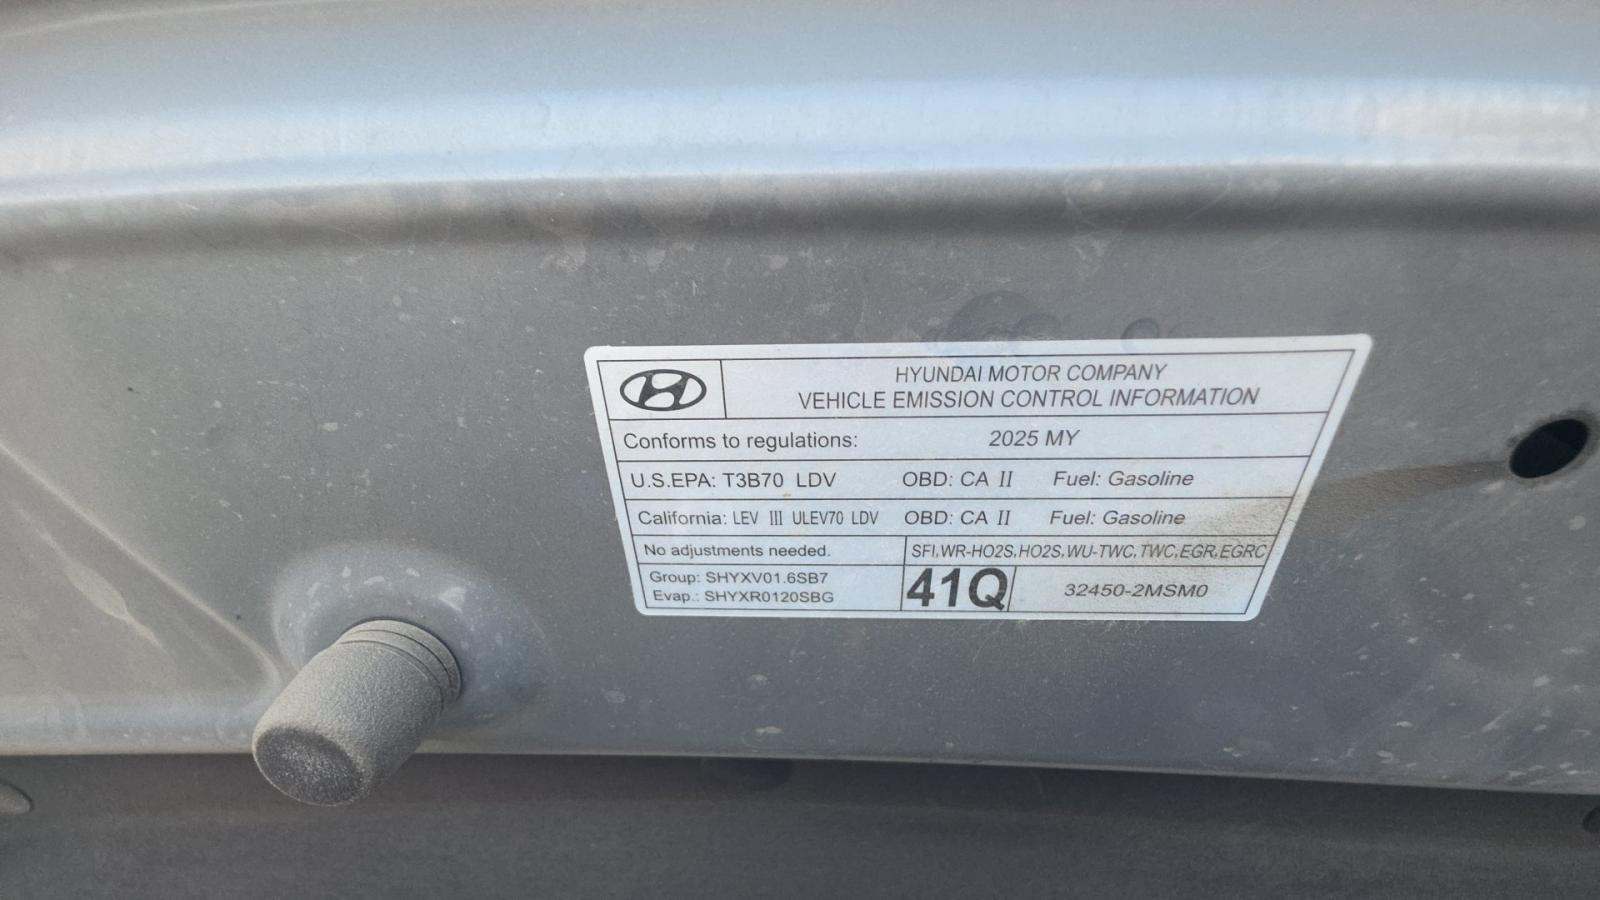 HYUNDAI MOTOR COMPANY
VEHICLE EMISSION CONTROL INFORMATION
Conforms to regulations: 2025 MY
U.S.EPA: T3B70 LDV OBD: CA II Fuel: Gasoline
California: LEV III ULEV70 LDV OBD: CA II Fuel: Gasoline
No adjustments needed. SFI,WR-HO2S,HO2S,WU-TWC,TWC,EGR,EGRC
Group: SHYXV01.6SB7
Evap.: SHYXR0120SBG
41Q 32450-2MSM0